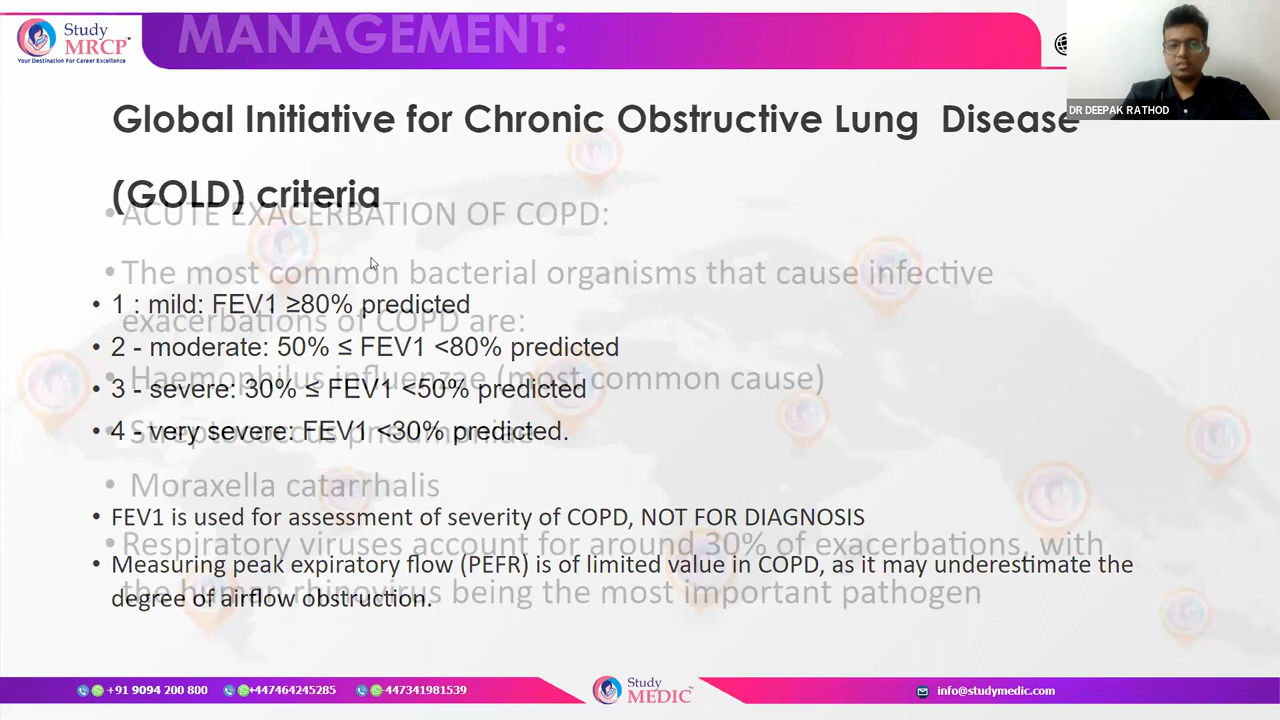 Study
MRCP™
Your Destination For Career Excellence
MANAGEMENT:
DR DEEPAK RATHOD
Global Initiative for Chronic Obstructive Lung Disease
(GOLD) criteria
• ACUTE EXACERBATION OF COPD:
• The most common bacterial organisms that cause infective
exacerbations of COPD are:
• 1 : mild: FEV1 ≥80% predicted
• 2 - moderate: 50% ≤ FEV1 <80% predicted
• Haemophilus influenzae (most common cause)
• 3 - severe: 30% ≤ FEV1 <50% predicted
• Streptococcus pneumoniae
• 4 - very severe: FEV1 <30% predicted.
• Moraxella catarrhalis
• FEV1 is used for assessment of severity of COPD, NOT FOR DIAGNOSIS
• Respiratory viruses account for around 30% of exacerbations, with
the human rhinovirus being the most important pathogen
• Measuring peak expiratory flow (PEFR) is of limited value in COPD, as it may underestimate the
degree of airflow obstruction.
+91 9094 200 800
+447464245285
-447341981539
Study
MEDIC™
info@studymedic.com